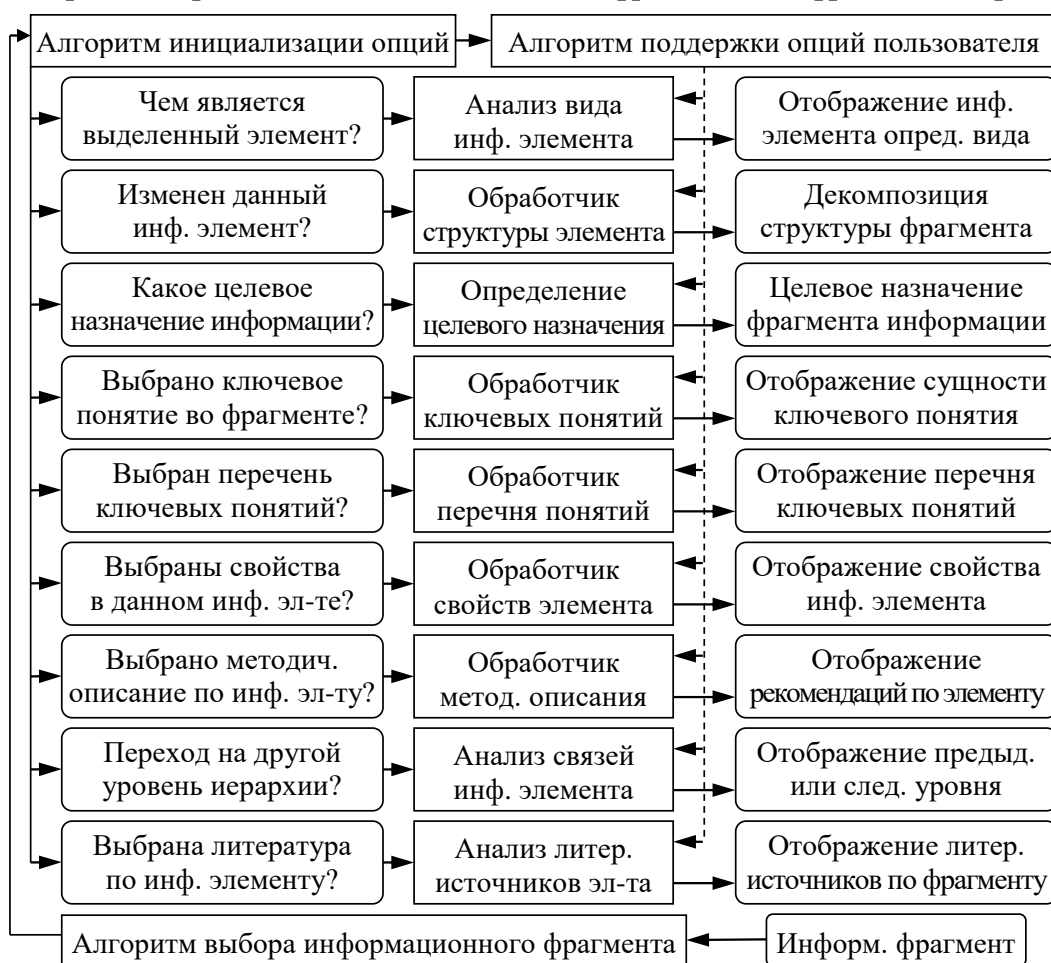 Алгоритм инициализации опций
Алгоритм поддержки опций пользователя
Чем является
выделенный элемент?
Анализ вида
инф. элемента
Отображение инф.
элемента опред. вида
Изменен данный
инф. элемент?
Обработчик
структуры элемента
Декомпозиция
структуры фрагмента
Какое целевое
назначение информации?
Определение
целевого назначения
Целевое назначение
фрагмента информации
Выбрано ключевое
понятие во фрагменте?
Обработчик
ключевых понятий
Отображение сущности
ключевого понятия
Выбран перечень
ключевых понятий?
Обработчик
перечня понятий
Отображение перечня
ключевых понятий
Выбраны свойства
в данном инф. эл-те?
Обработчик
свойств элемента
Отображение свойства
инф. элемента
Выбрано методич.
описание по инф. эл-ту?
Обработчик
метод. описания
Отображение
рекомендаций по элементу
Переход на другой
уровень иерархии?
Анализ связей
инф. элемента
Отображение предыд.
или след. уровня
Выбрана литература
по инф. элементу?
Анализ литер.
источников эл-та
Отображение литер.
источников по фрагменту
Алгоритм выбора информационного фрагмента
Информ. фрагмент